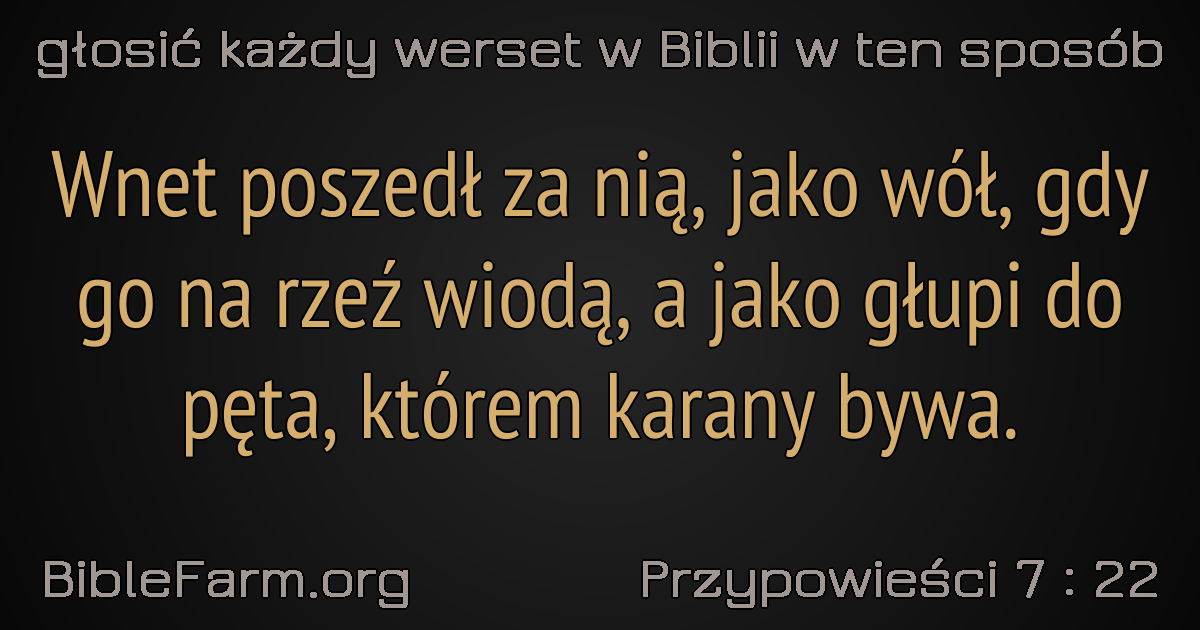 głosić każdy werset w Biblii w ten sposób
Wnet poszedł za nią, jako wół, gdy
go na rzeź wiodą, a jako głupi do
pęta, którem karany bywa.
BibleFarm.org
Przypowieści 7 : 22